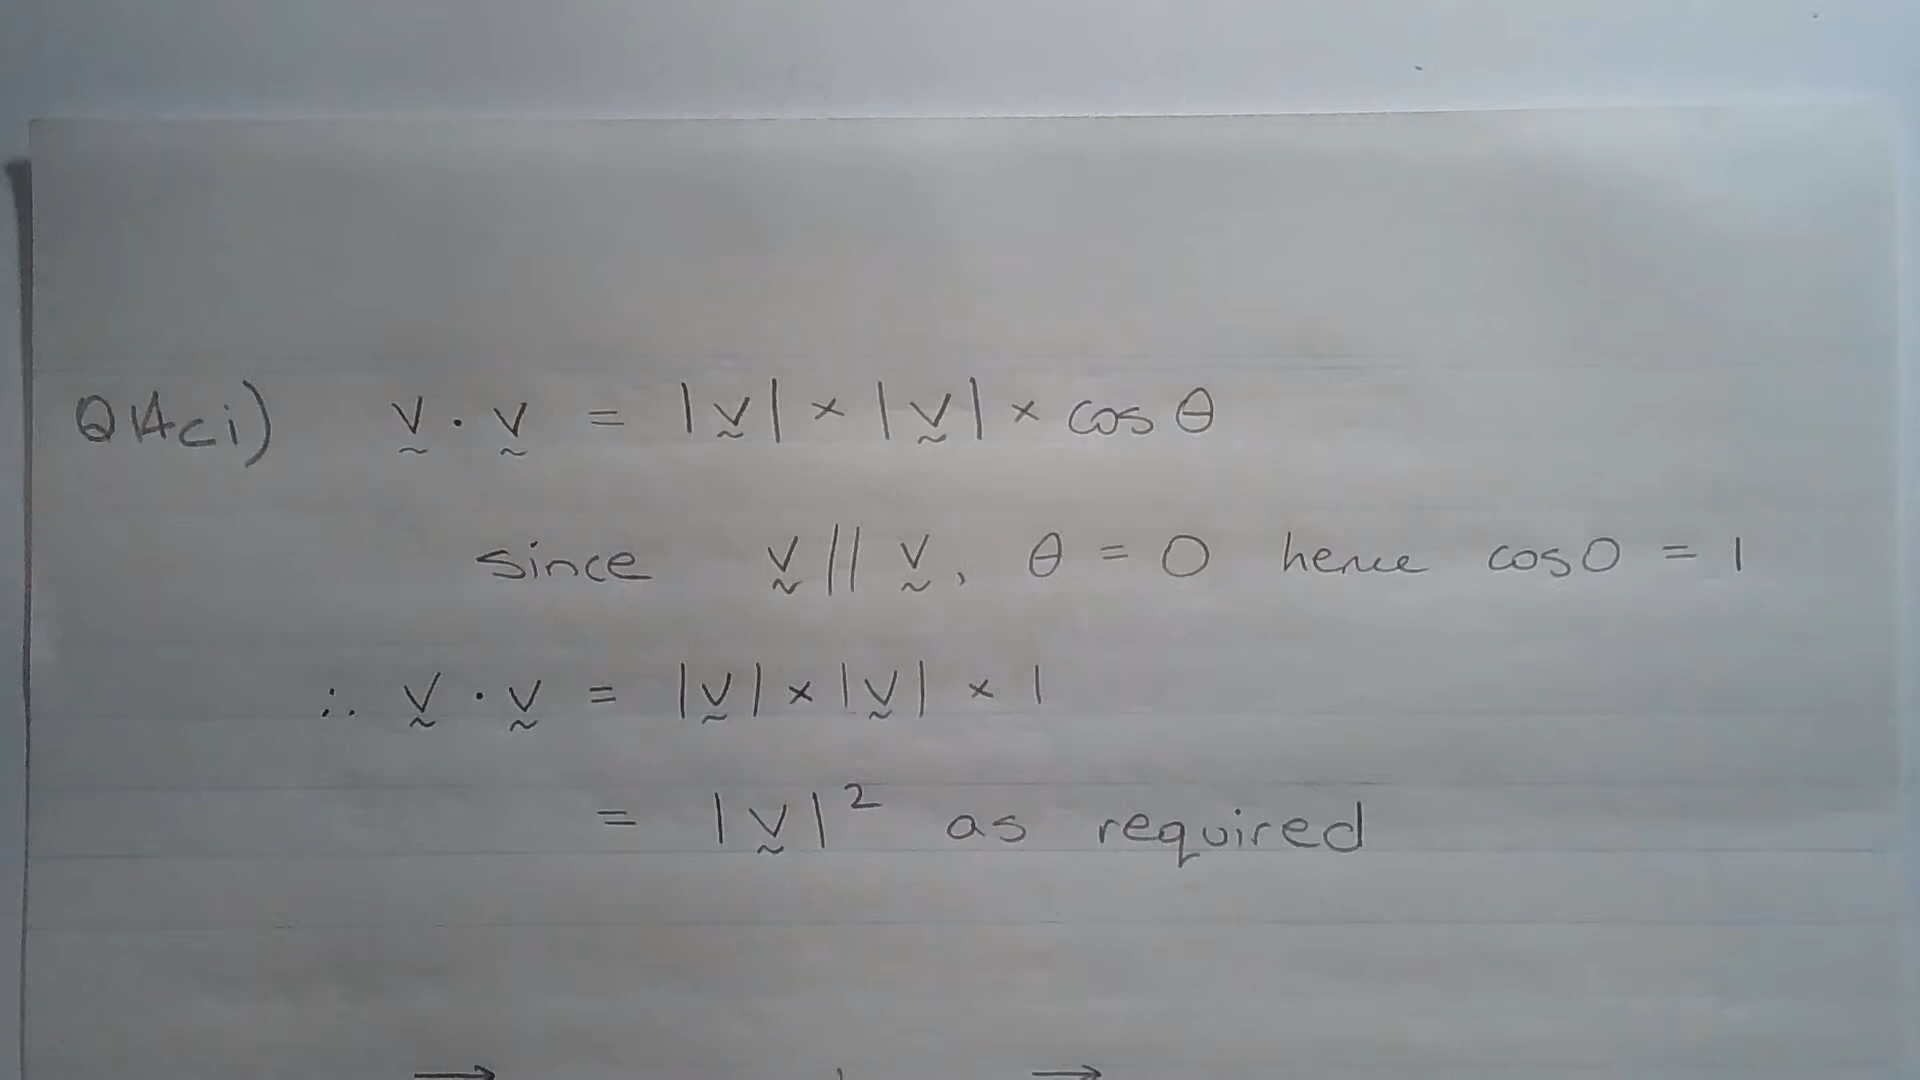 Q14ci) v · v = |v| × |v| × cos θ
since v || v, θ = 0 hence cos 0 = 1
∴ v · v = |v| × |v| × 1
= |v|² as required